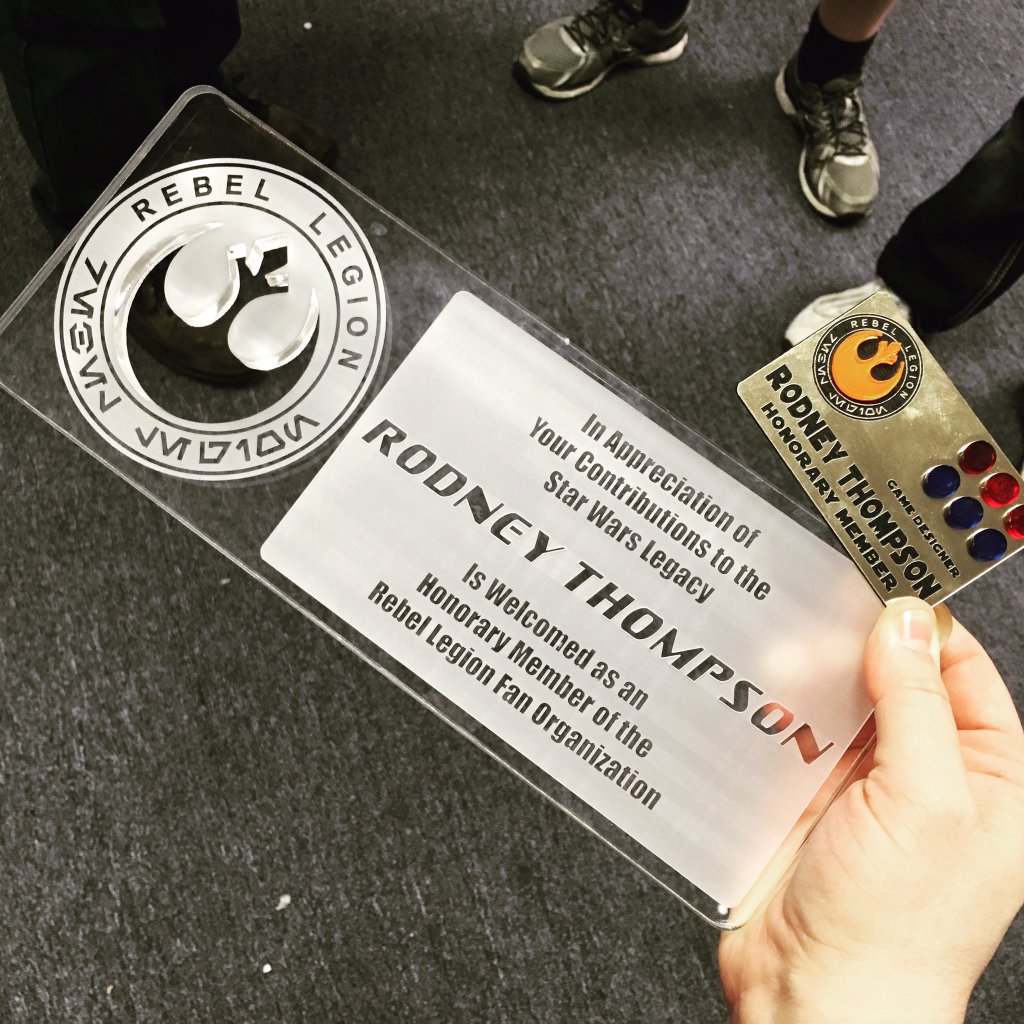 REBEL LEGION
In Appreciation of
Your Contributions to the
Star Wars Legacy
RODNEY THOMPSON
Is Welcomed as an
Honorary Member of the
Rebel Legion Fan Organization
REBEL LEGION
RODNEY THOMPSON
HONORARY MEMBER
GAME DESIGNER